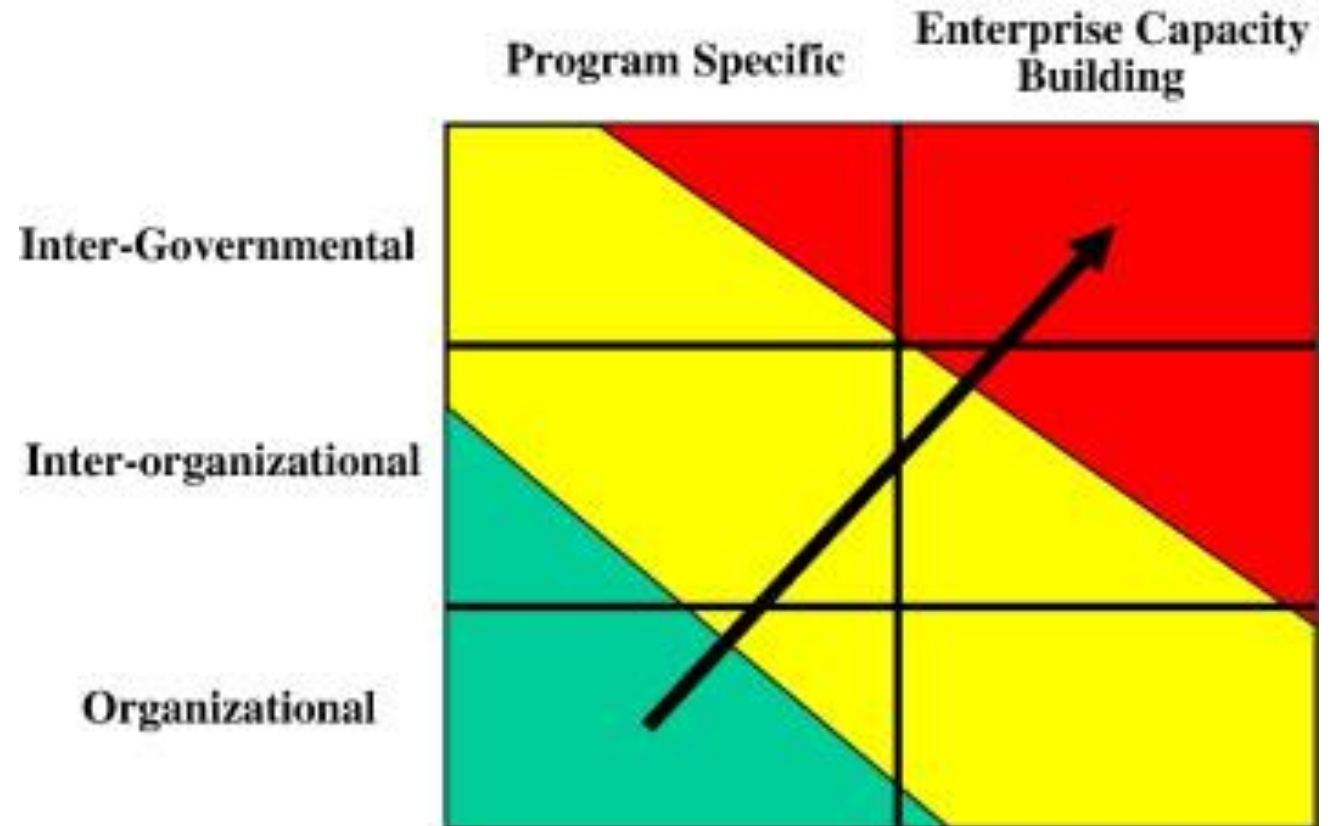 Program Specific
Enterprise Capacity
Building
Inter-Governmental
Inter-organizational
Organizational